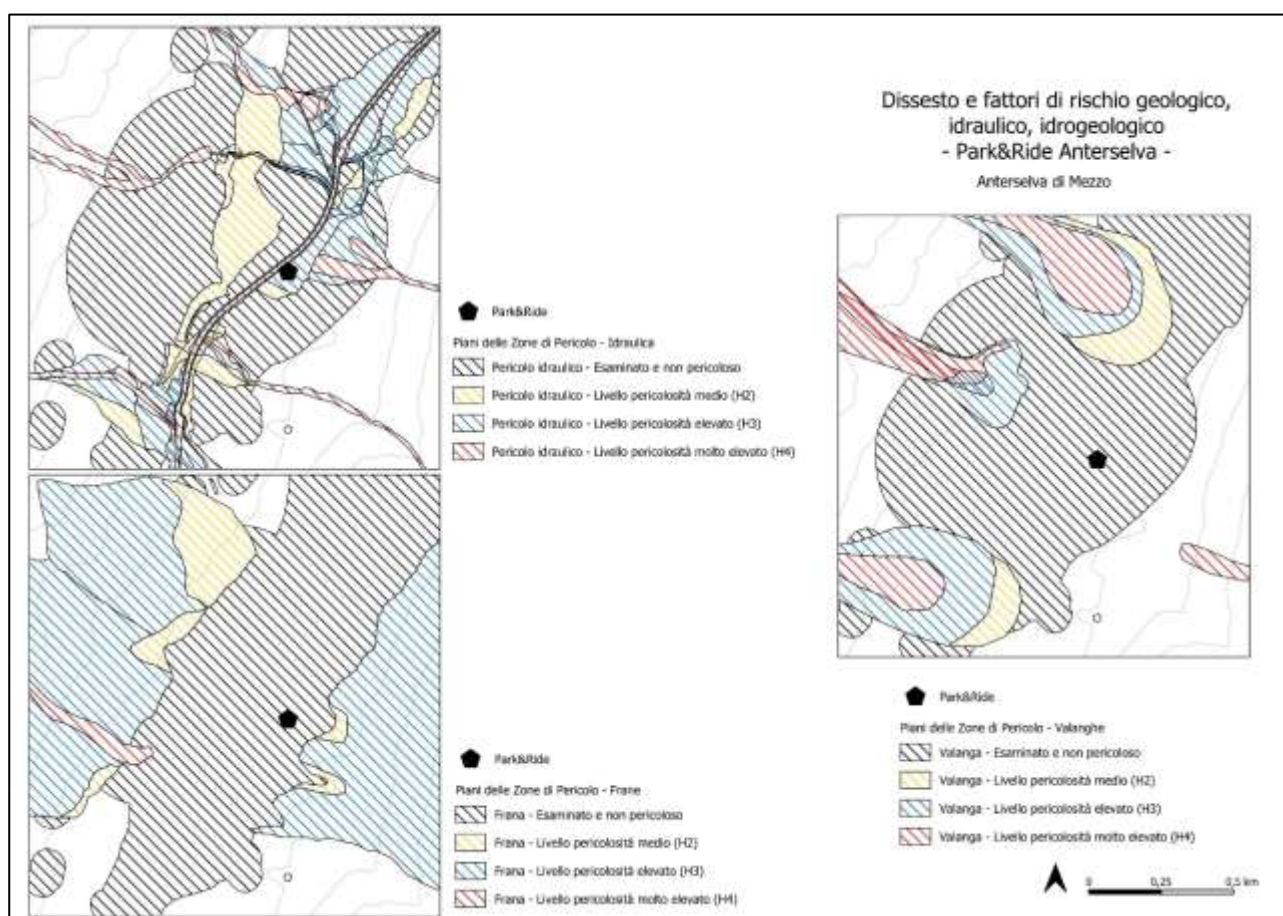 Dissesto e fattori di rischio geologico,
idraulico, idrogeologico
- Park&Ride Anterselva -
Anterselva di Mezzo
Park&Ride
Piani delle Zone di Pericolo - Idraulica
Pericolo idraulico - Esaminato e non pericoloso
Pericolo idraulico - Livello pericolosità medio (H2)
Pericolo idraulico - Livello pericolosità elevato (H3)
Pericolo idraulico - Livello pericolosità molto elevato (H4)
Park&Ride
Piani delle Zone di Pericolo - Frane
Frana - Esaminato e non pericoloso
Frana - Livello pericolosità medio (H2)
Frana - Livello pericolosità elevato (H3)
Frana - Livello pericolosità molto elevato (H4)
Park&Ride
Piani delle Zone di Pericolo - Valanghe
Valanga - Esaminato e non pericoloso
Valanga - Livello pericolosità medio (H2)
Valanga - Livello pericolosità elevato (H3)
Valanga - Livello pericolosità molto elevato (H4)
0 0,25 0,5 km